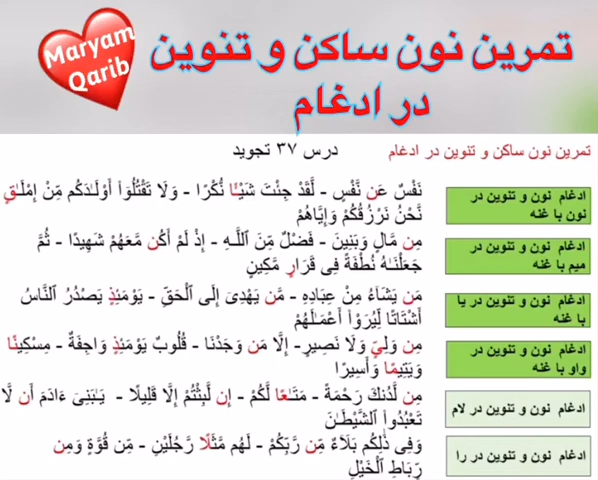 Maryam
Qarib
تمرین نون ساکن و تنوین
در ادغام
تمرین نون ساکن و تنوین در ادغام
درس ۳۷ تجوید
ادغام نون و تنوین در
نون با غنه
نَفْسٌ عَن نَّفْسٍ - لَّقَدْ جِئْتَ شَيْـًٔا نُّكْرًا - وَلَا تَقْتُلُوٓا۟ أَوْلَـٰدَكُم مِّنْ إِمْلَـٰقٍ
نَّحْنُ نَرْزُقُكُمْ وَإِيَّاهُمْ
ادغام نون و تنوین در
میم با غنه
مِن مَّالٍ وَبَنِينَ - فَضْلٌ مِّنَ ٱللَّـهِ - إِذْ لَمْ أَكُن مَّعَهُمْ شَهِيدًا - ثُمَّ
جَعَلْنَـٰهُ نُطْفَةً فِى قَرَارٍ مَّكِينٍ
ادغام نون و تنوین در یا
با غنه
مَن يَشَآءُ مِنْ عِبَادِهِ - مَّن يَهْدِىٓ إِلَى ٱلْحَقِّ - يَوْمَئِذٍ يَصْدُرُ ٱلنَّاسُ
أَشْتَاتًا لِّيُرَوْا۟ أَعْمَـٰلَهُمْ
ادغام نون و تنوین در
واو با غنه
مِن وَلِىٍّ وَلَا نَصِيرٍ - إِلَّا مَن وَجَدْنَا - قُلُوبٌ يَوْمَئِذٍ وَاجِفَةٌ - مِسْكِينًا
وَيَتِيمًا وَأَسِيرًا
ادغام نون و تنوین در لام
مِن لَّدُنكَ رَحْمَةً - مَتَـٰعًا لَّكُمْ - إِن لَّبِثْتُمْ إِلَّا قَلِيلًا - يَـٰبَنِىٓ ءَادَمَ أَن لَّا
تَعْبُدُوا۟ ٱلشَّيْطَـٰنَ
ادغام نون و تنوین در را
وَفِى ذَٰلِكُم بَلَآءٌ مِّن رَّبِّكُمْ - لَهُم مَّثَلًا رَّجُلَيْنِ - مِّن قُوَّةٍ وَمِن
رِّبَاطِ ٱلْخَيْلِ